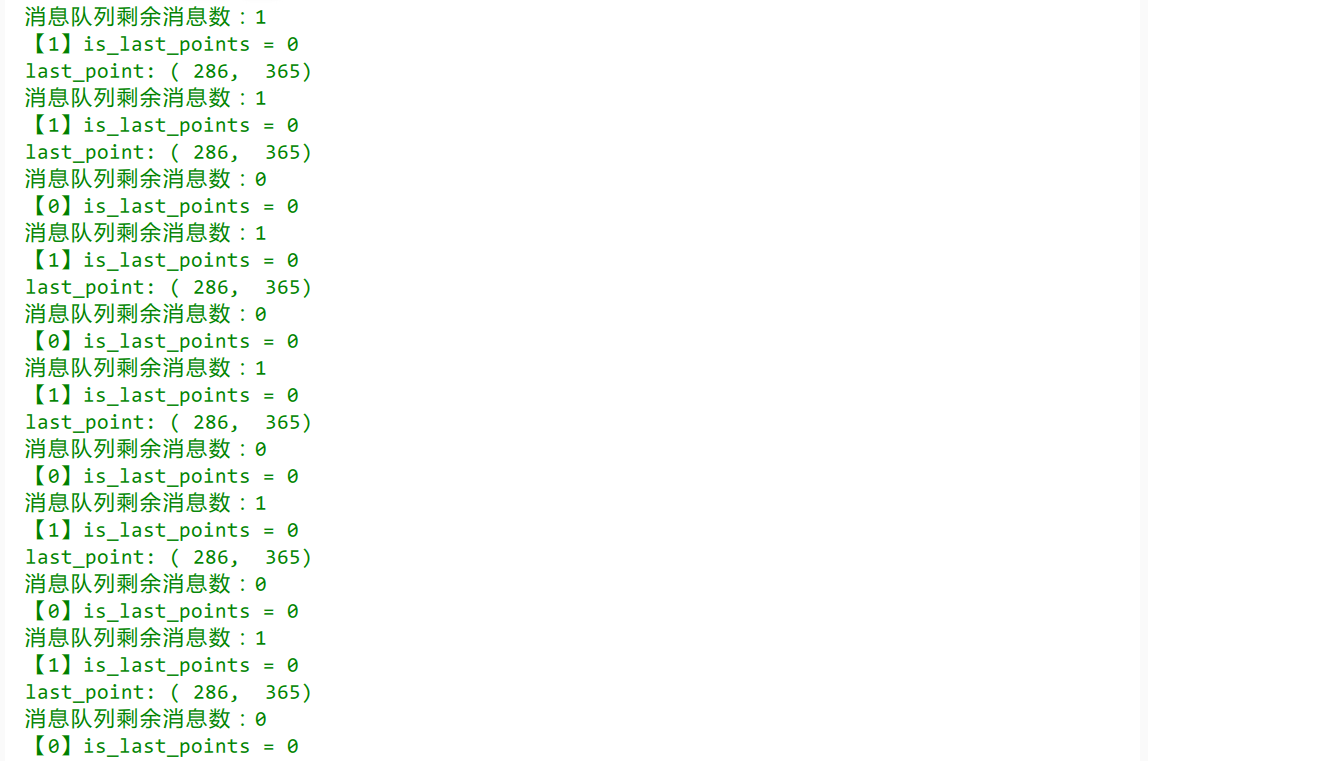 消息队列剩余消息数：1
【1】is_last_points = 0
last_point: ( 286,  365)
消息队列剩余消息数：1
【1】is_last_points = 0
last_point: ( 286,  365)
消息队列剩余消息数：0
【0】is_last_points = 0
消息队列剩余消息数：1
【1】is_last_points = 0
last_point: ( 286,  365)
消息队列剩余消息数：0
【0】is_last_points = 0
消息队列剩余消息数：1
【1】is_last_points = 0
last_point: ( 286,  365)
消息队列剩余消息数：0
【0】is_last_points = 0
消息队列剩余消息数：1
【1】is_last_points = 0
last_point: ( 286,  365)
消息队列剩余消息数：0
【0】is_last_points = 0
消息队列剩余消息数：1
【1】is_last_points = 0
last_point: ( 286,  365)
消息队列剩余消息数：0
【0】is_last_points = 0